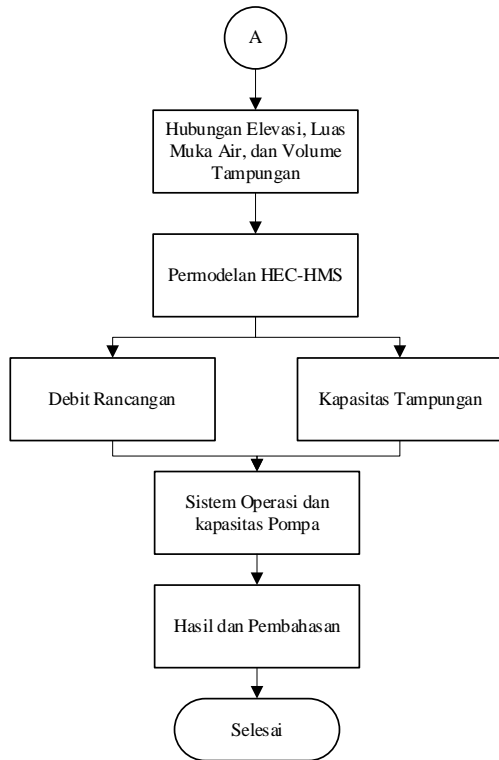 A
Hubungan Elevasi, Luas
Muka Air, dan Volume
Tampungan
Permodelan HEC-HMS
Debit Rancangan
Kapasitas Tampungan
Sistem Operasi dan
kapasitas Pompa
Hasil dan Pembahasan
Selesai